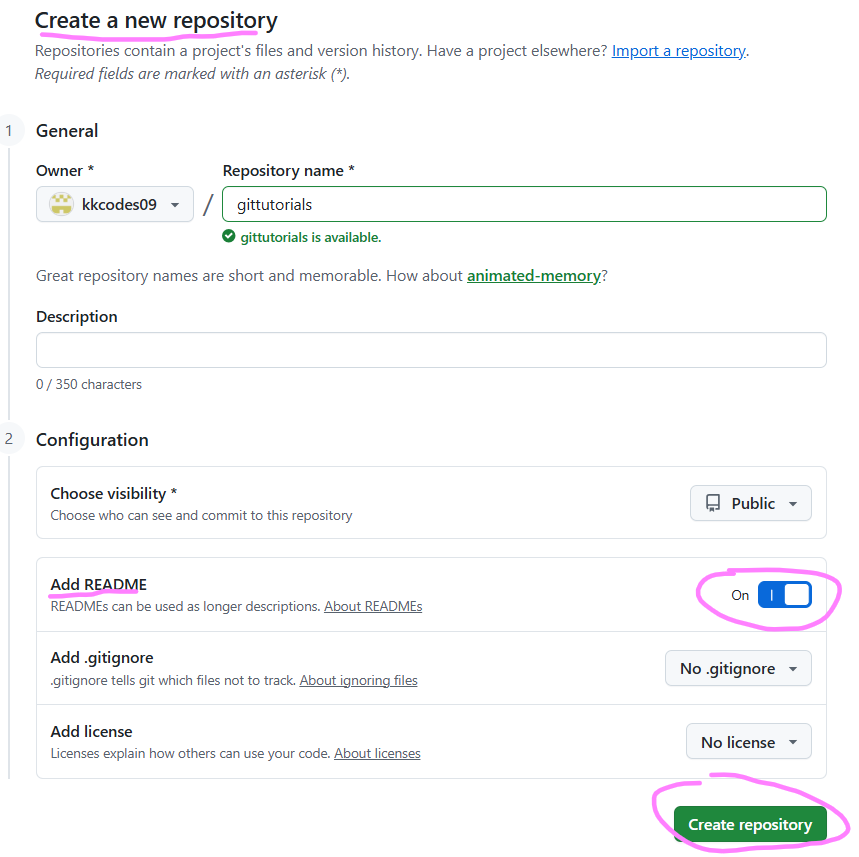 Create a new repository
Repositories contain a project's files and version history. Have a project elsewhere? Import a repository.
Required fields are marked with an asterisk (*).
1 General
Owner * Repository name *
kkcodes09 / gittutorials
gittutorials is available.
Great repository names are short and memorable. How about animated-memory?
Description
0 / 350 characters
2 Configuration
Choose visibility *
Choose who can see and commit to this repository
Public
Add README
READMEs can be used as longer descriptions. About READMEs
On
Add .gitignore
.gitignore tells git which files not to track. About ignoring files
No .gitignore
Add license
Licenses explain how others can use your code. About licenses
No license
Create repository